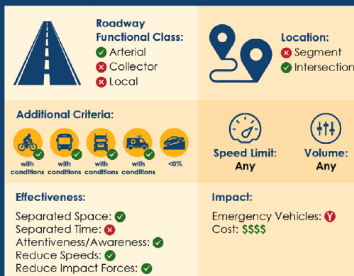 Roadway
Functional Class:
Arterial
Collector
Local
Location:
Segment
Intersection
Additional Criteria:
with
conditions
with
conditions
with
conditions
with
conditions
<0%
Speed Limit:
Any
Volume:
Any
Effectiveness:
Separated Space:
Separated Time:
Attentiveness/Awareness:
Reduce Speeds:
Reduce Impact Forces:
Impact:
Emergency Vehicles: Y
Cost: $$$$